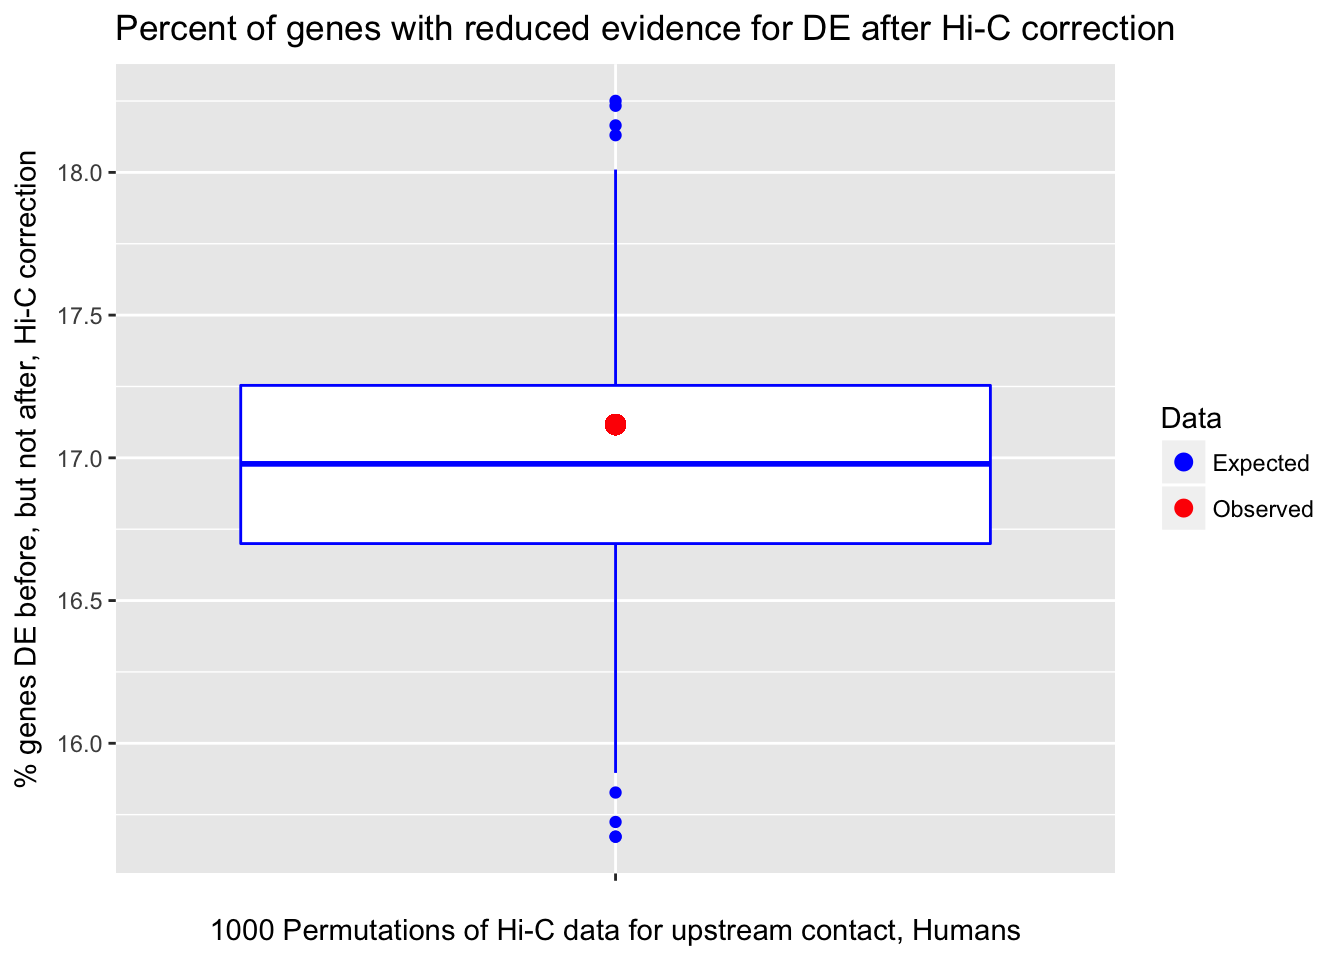 Percent of genes with reduced evidence for DE after Hi-C correction
% genes DE before, but not after, Hi-C correction
18.0
17.5
17.0
16.5
16.0
1000 Permutations of Hi-C data for upstream contact, Humans
Data
Expected
Observed